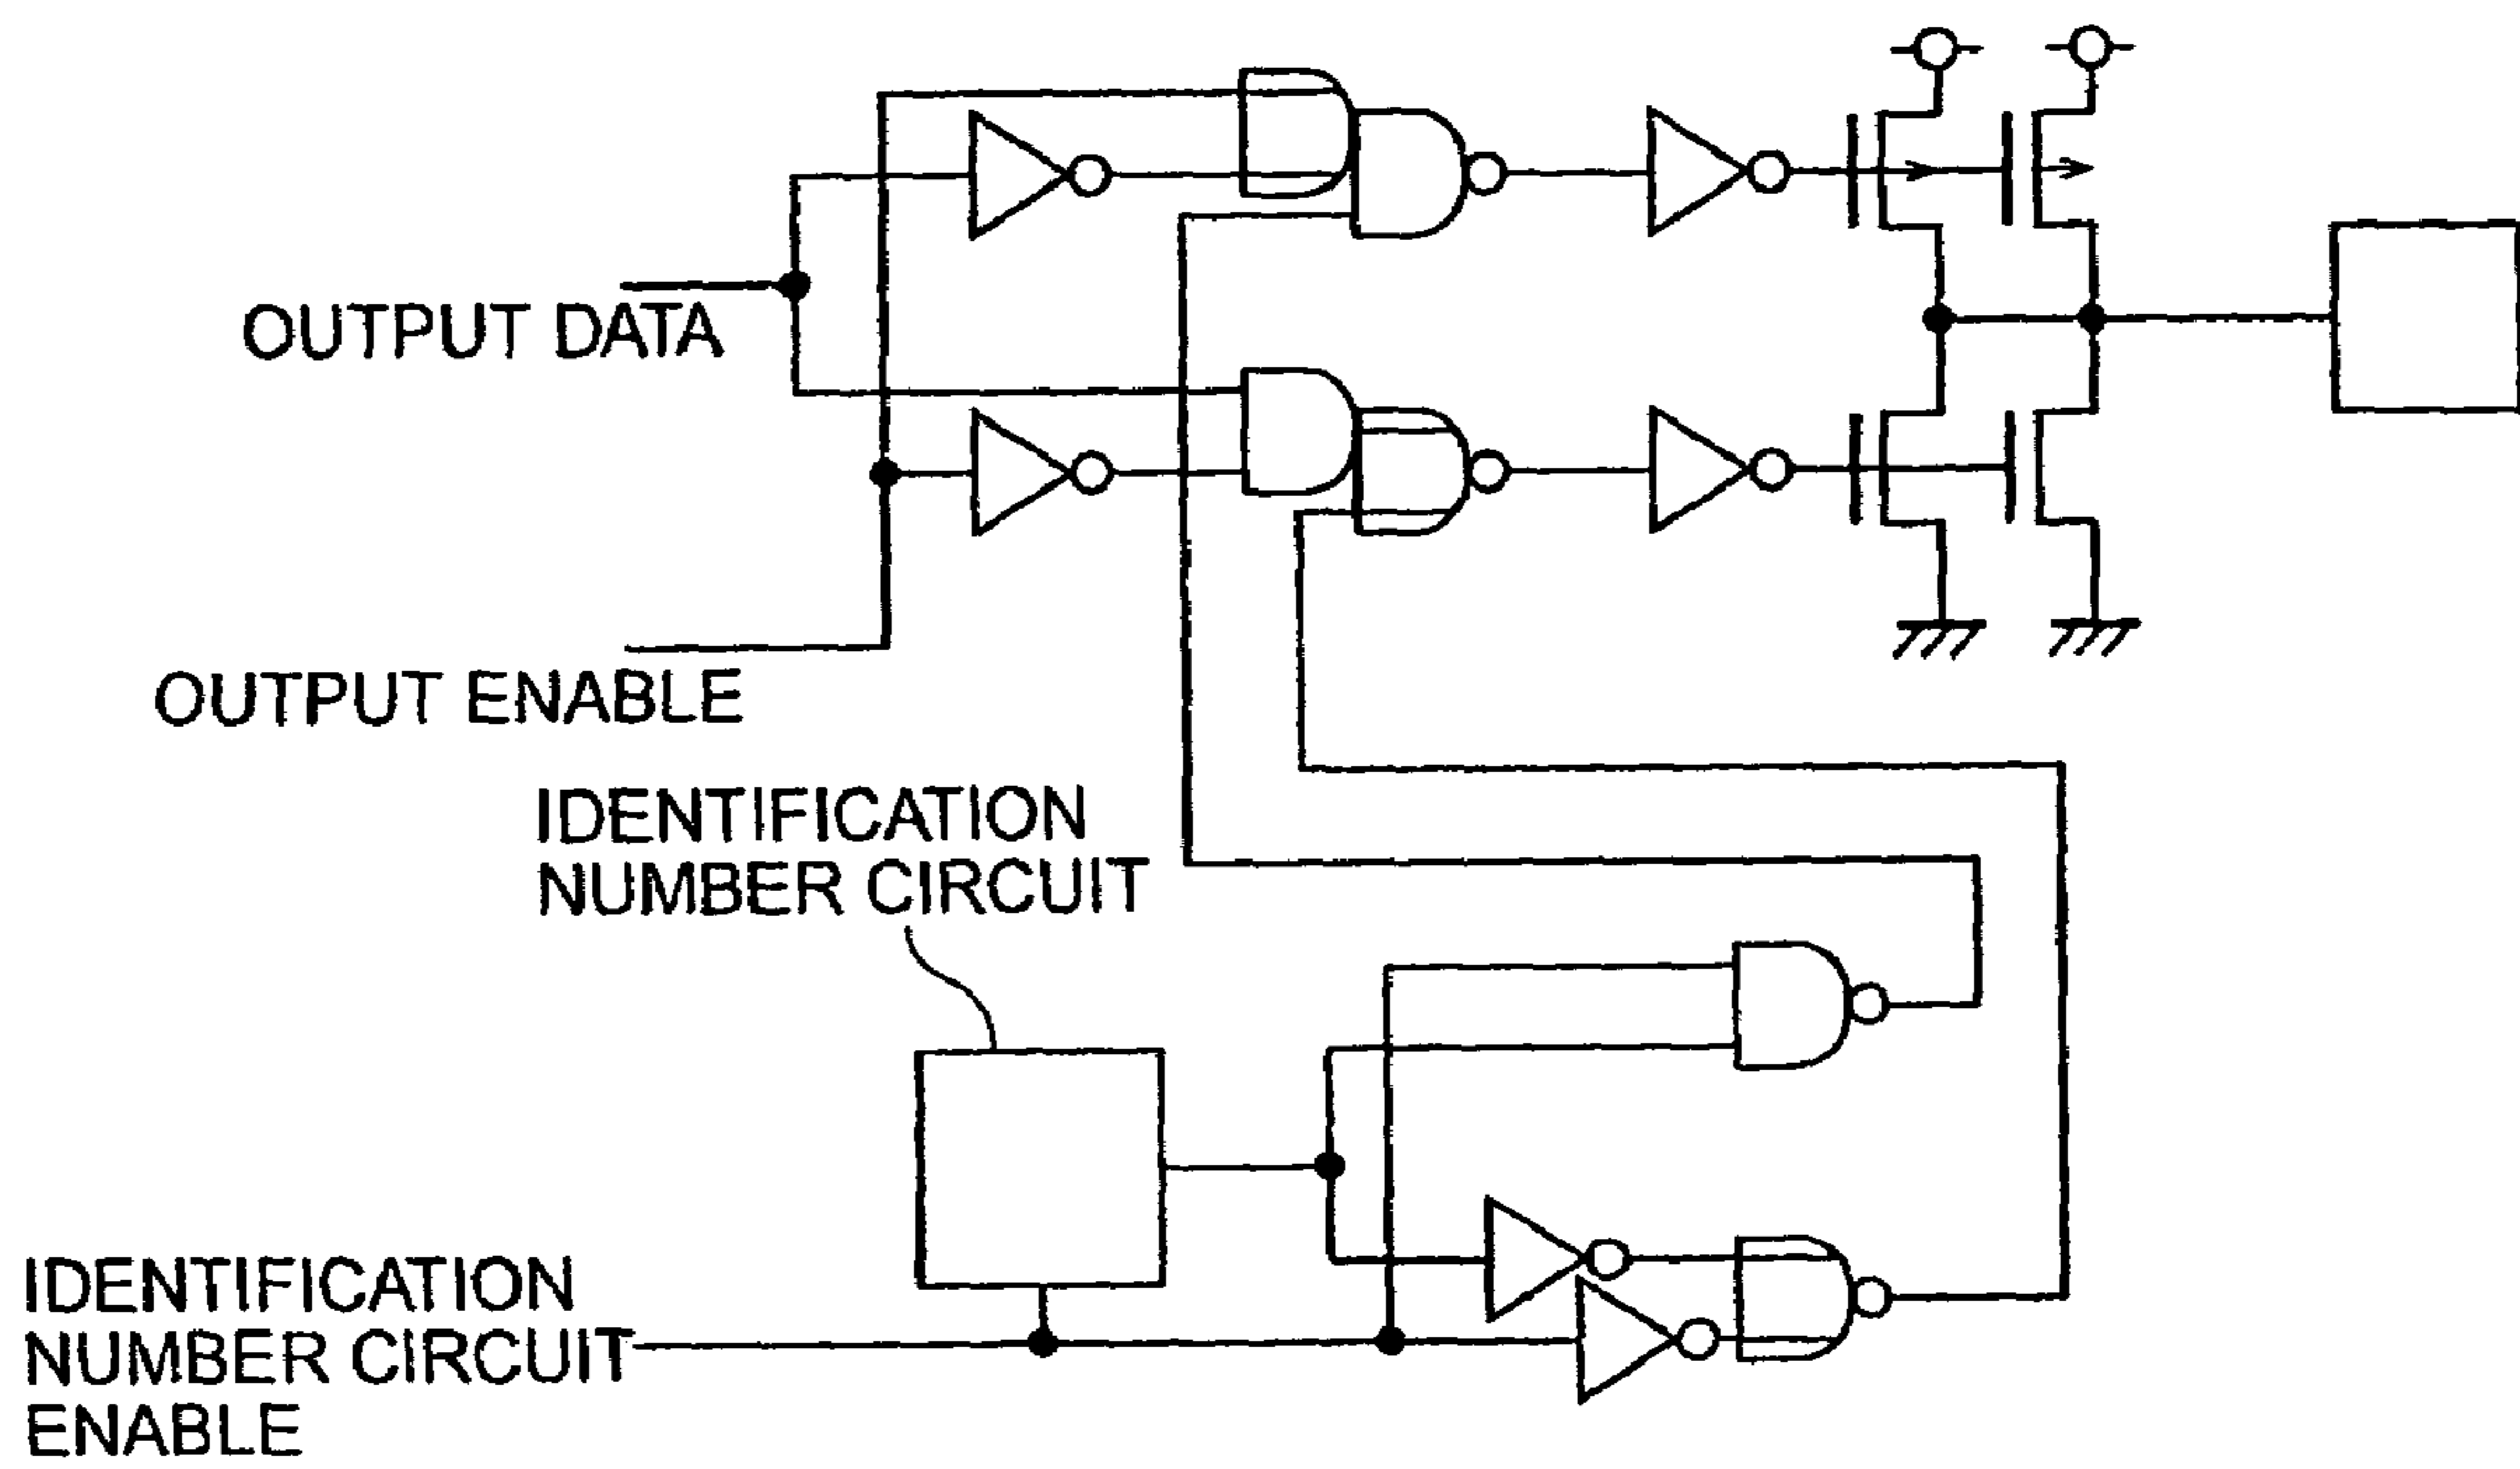 OUTPUT DATA
OUTPUT ENABLE
IDENTIFICATION
NUMBER CIRCUIT
IDENTIFICATION
NUMBER CIRCUIT
ENABLE